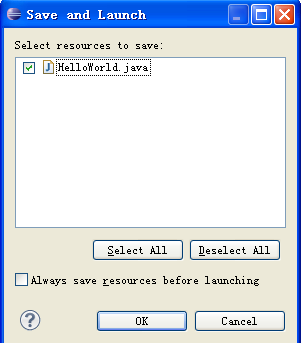 Save and Launch
Select resources to save:
HelloWorld.java
Select All
Deselect All
Always save resources before launching
?
OK
Cancel